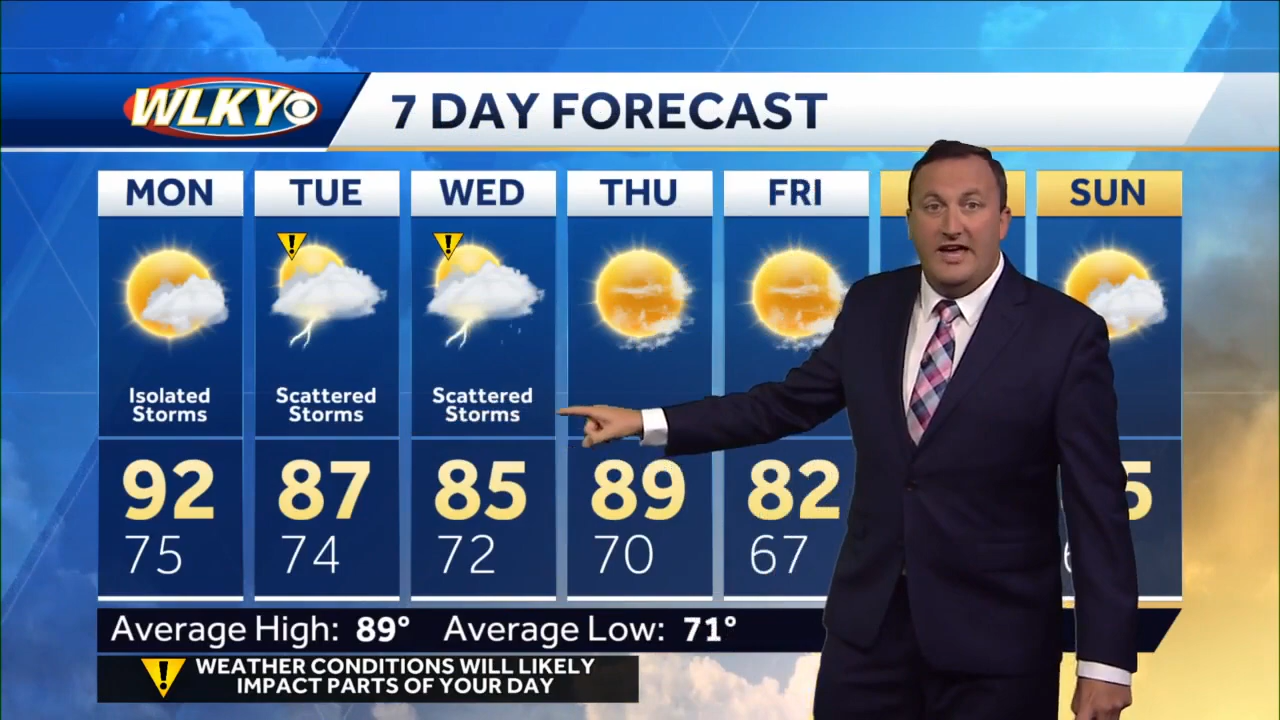 WLKY
7 DAY FORECAST
MON TUE WED THU FRI SUN
! !
Isolated Storms
Scattered Storms
Scattered Storms
92 87 85 89 82
75 74 72 70 67
Average High: 89° Average Low: 71°
! WEATHER CONDITIONS WILL LIKELY
IMPACT PARTS OF YOUR DAY